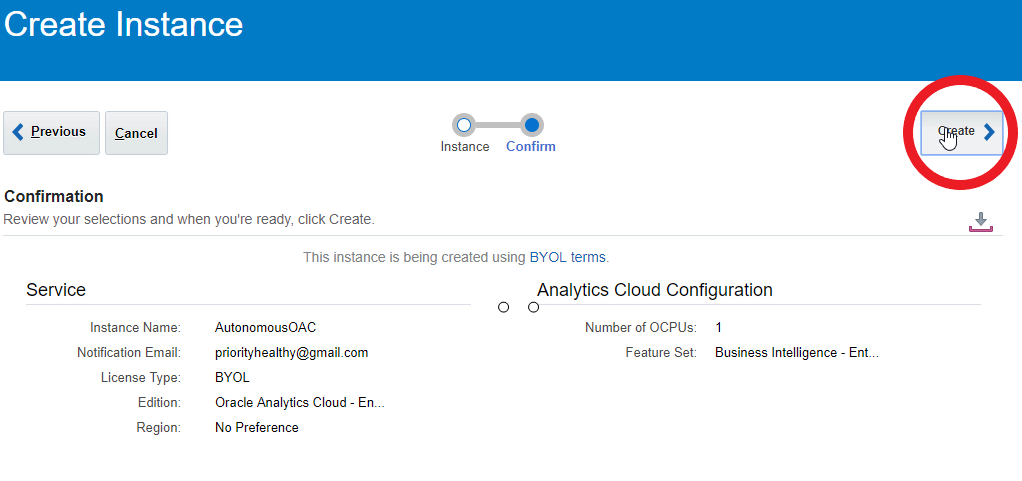 Create Instance
Previous
Cancel
Create
Instance
Confirm
Confirmation
Review your selections and when you're ready, click Create.
This instance is being created using BYOL terms.
Service
Instance Name: AutonomousOAC
Notification Email: priorityhealthy@gmail.com
License Type: BYOL
Edition: Oracle Analytics Cloud - En...
Region: No Preference
Analytics Cloud Configuration
Number of OCPUs: 1
Feature Set: Business Intelligence - Ent...